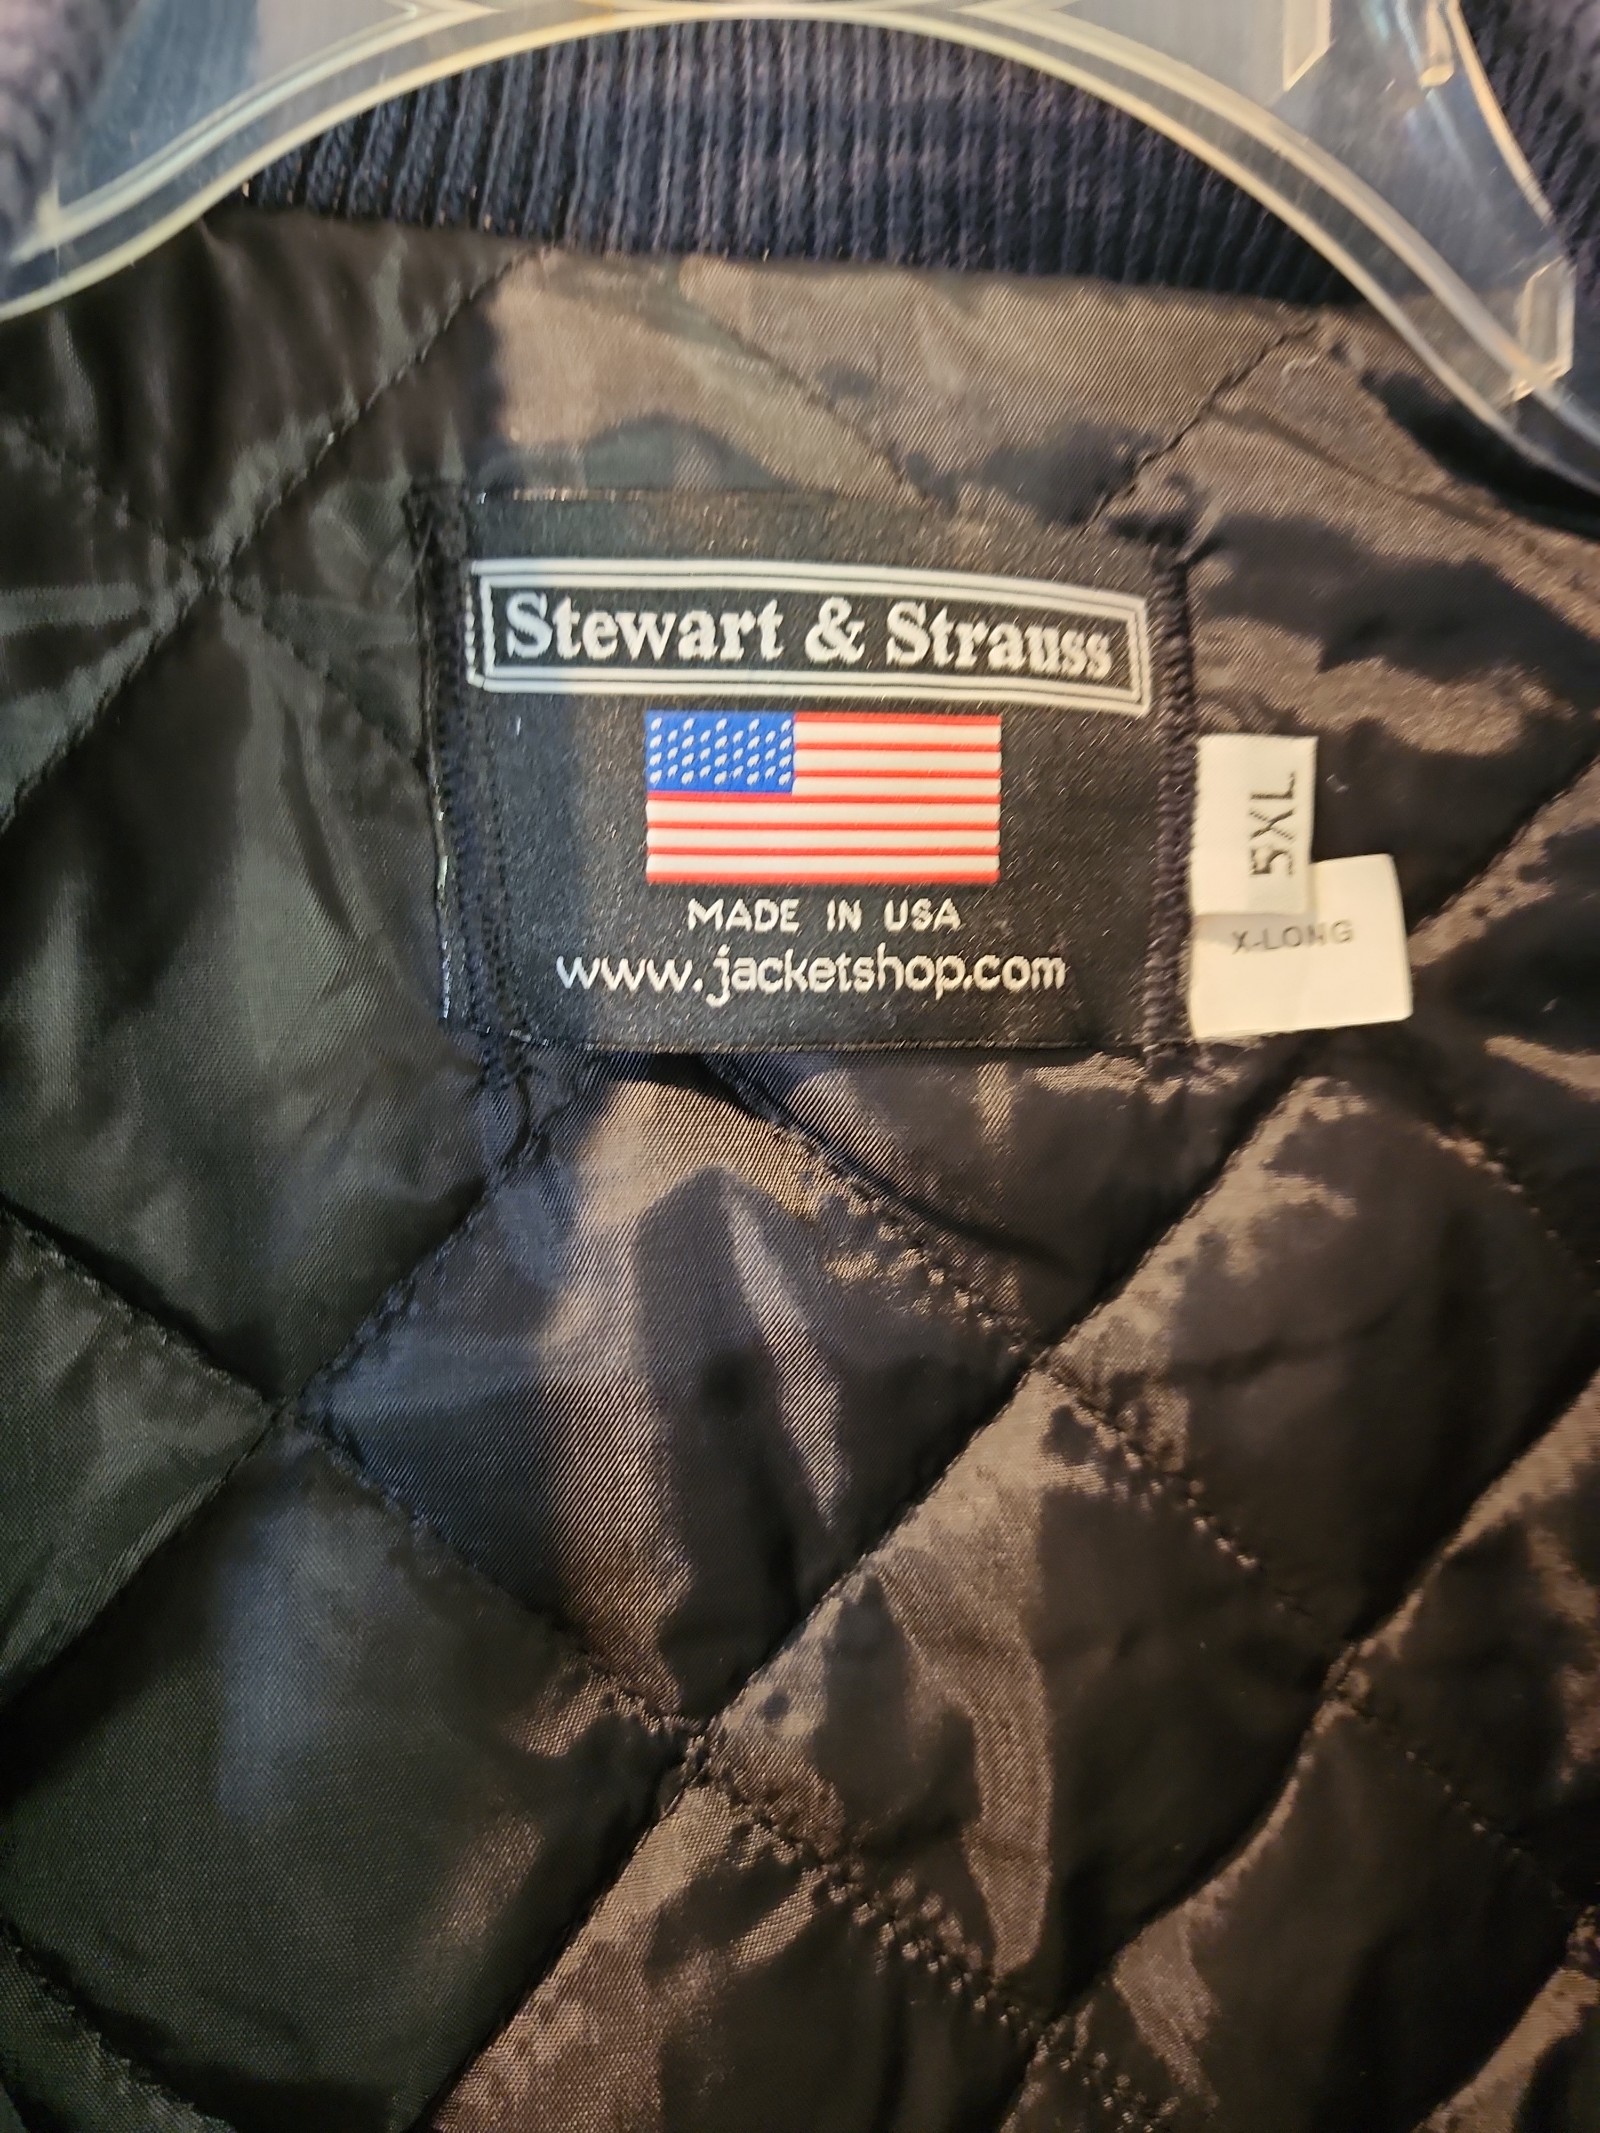 Stewart & Strauss
MADE IN USA
www.jacketshop.com
5XL
X-LONG